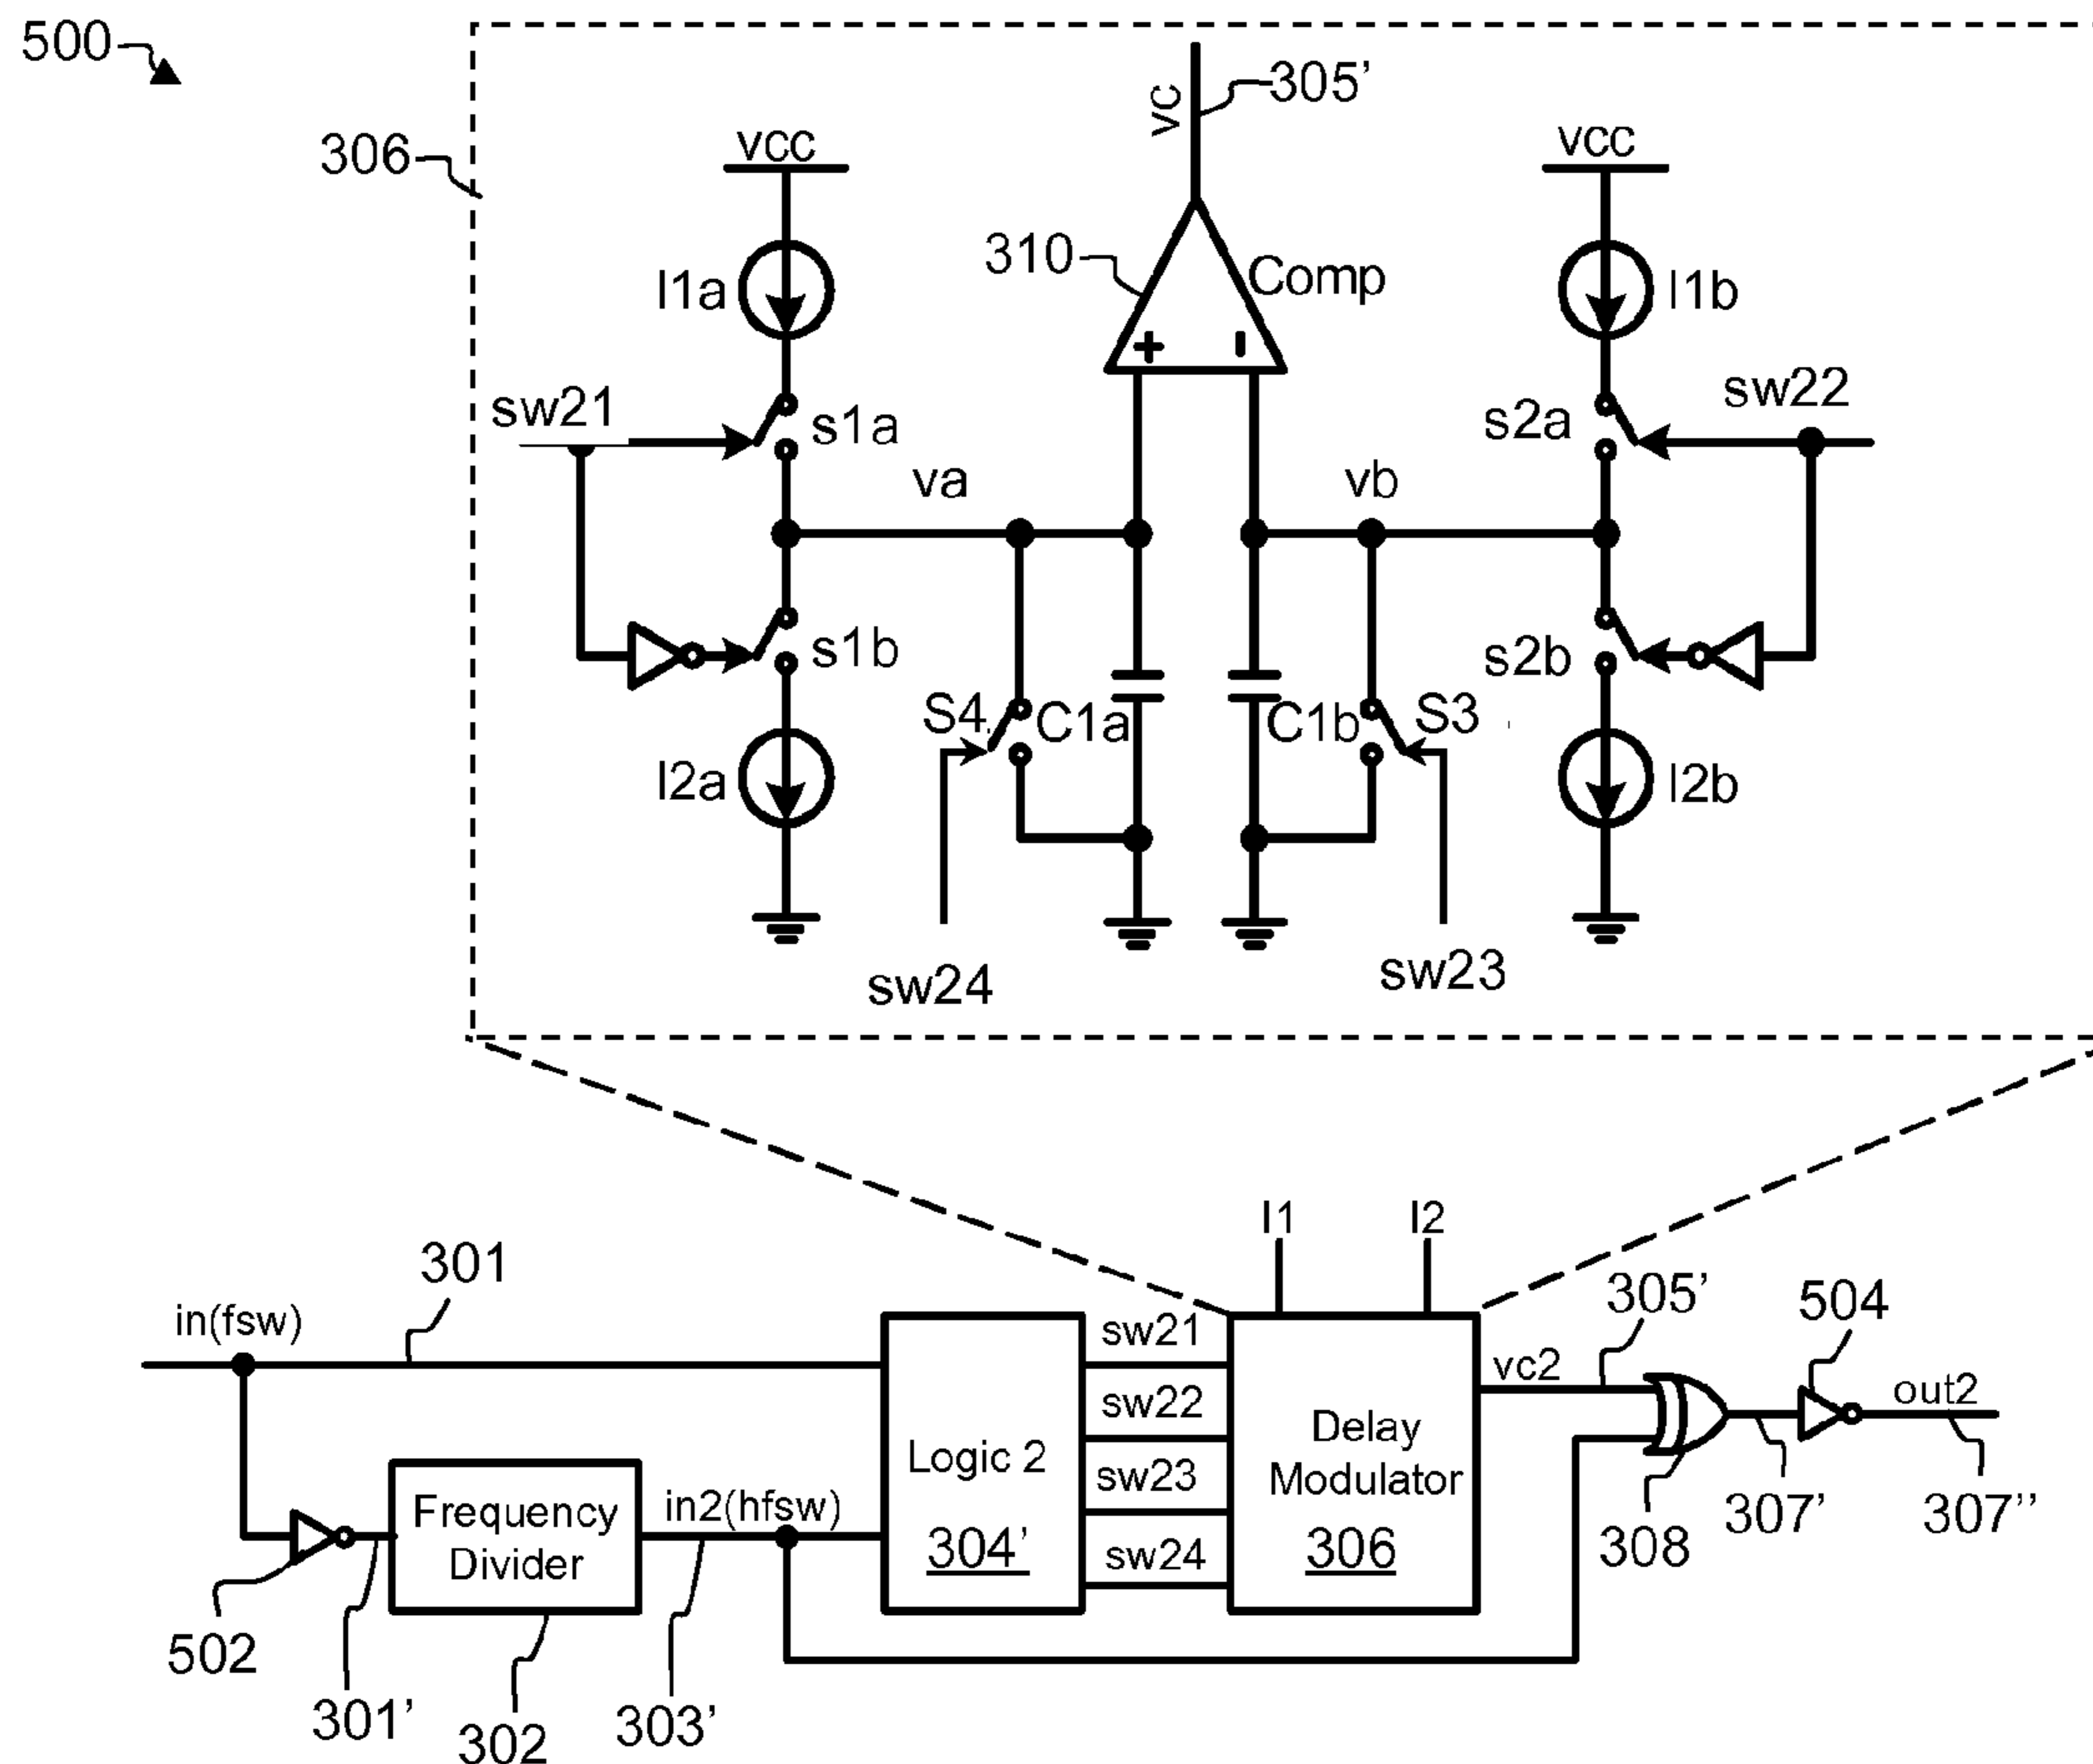 500
306
vcc
vc
305'
vcc
310
Comp
I1a
I1b
+
-
sw21
s1a
s2a
sw22
va
vb
s1b
s2b
S4
C1a
C1b
S3
I2a
I2b
sw24
sw23
in(fsw)
301
I1
I2
305'
504
sw21
sw22
sw23
sw24
vc2
out2
Logic 2
304'
Delay
Modulator
306
Frequency
Divider
in2(hfsw)
502
301'
302
303'
308
307'
307''